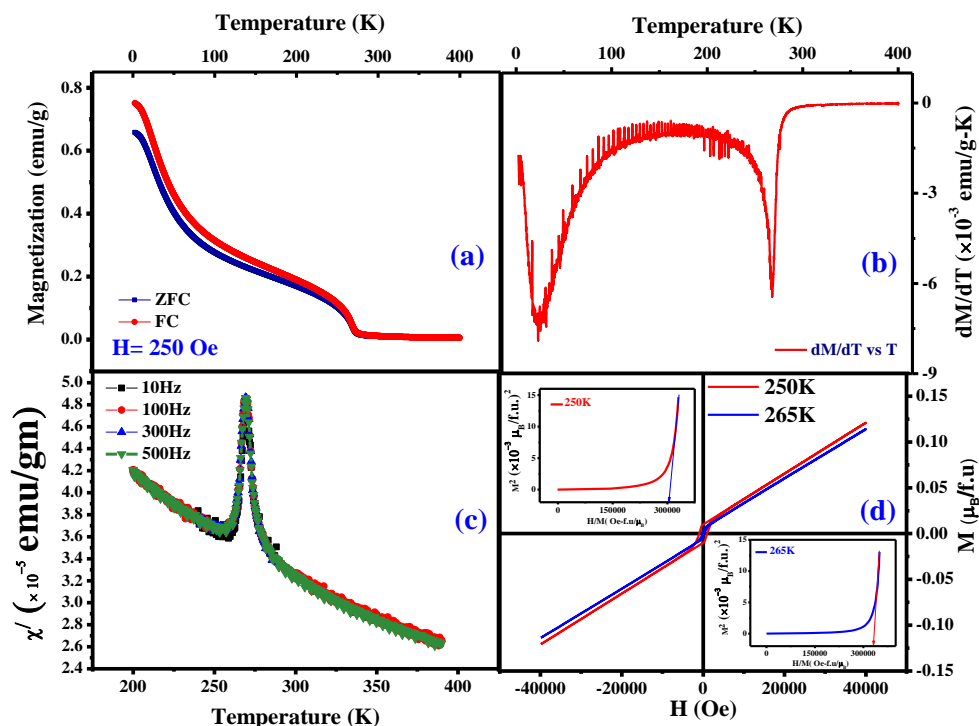 Temperature (K)
0 100 200 300 400
0.8
0.6
0.4
0.2
0.0
Magnetization (emu/g)
(a)
ZFC
FC
H= 250 Oe
Temperature (K)
0 100 200 300 400
0
-3
-6
-9
dM/dT (×10⁻³ emu/g-K)
(b)
dM/dT vs T
5.0
4.8
4.6
4.4
4.2
4.0
3.8
3.6
3.4
3.2
3.0
2.8
2.6
2.4
χ/ (×10⁻⁵ emu/gm
10Hz
100Hz
300Hz
500Hz
(c)
200 250 300 350 400
Temperature (K)
250K
265K
(d)
0.15
0.10
0.05
0.00
-0.05
-0.10
-0.15
M (μB/f.u)
-40000 -20000 0 20000 40000
H (Oe)
250K
15
10
5
0
M² (×10⁻³ μB/f.u.)²
0 150000 300000
H/M( Oe-f.u/μB)
265K
10
5
0
M² (×10⁻³ μB/f.u.)²
0 150000 300000
H/M( Oe-f.u/μB)